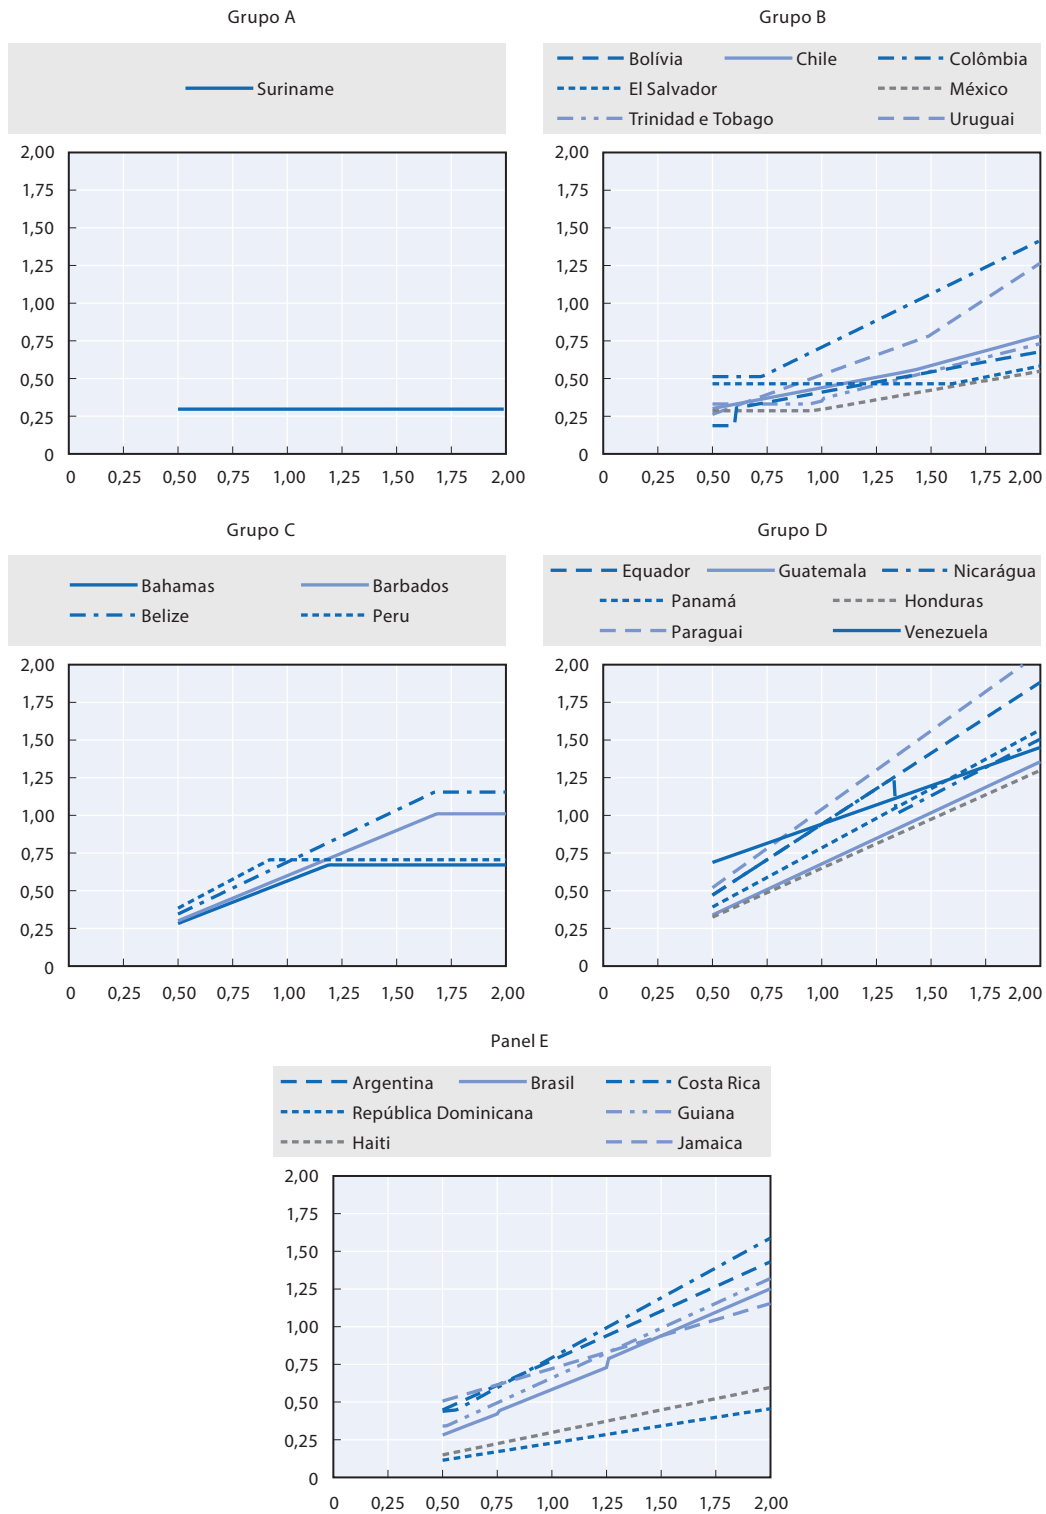 Grupo A
Suriname
2,00
1,75
1,50
1,25
1,00
0,75
0,50
0,25
0
0 0,25 0,50 0,75 1,00 1,25 1,50 1,75 2,00
Grupo B
Bolívia Chile Colômbia
El Salvador México
Trinidad e Tobago Uruguai
2,00
1,75
1,50
1,25
1,00
0,75
0,50
0,25
0
0 0,25 0,50 0,75 1,00 1,25 1,50 1,75 2,00
Grupo C
Bahamas Barbados
Belize Peru
2,00
1,75
1,50
1,25
1,00
0,75
0,50
0,25
0
0 0,25 0,50 0,75 1,00 1,25 1,50 1,75 2,00
Grupo D
Equador Guatemala Nicarágua
Panamá Honduras
Paraguai Venezuela
2,00
1,75
1,50
1,25
1,00
0,75
0,50
0,25
0
0 0,25 0,50 0,75 1,00 1,25 1,50 1,75 2,00
Panel E
Argentina Brasil Costa Rica
República Dominicana Guiana
Haiti Jamaica
2,00
1,75
1,50
1,25
1,00
0,75
0,50
0,25
0
0 0,25 0,50 0,75 1,00 1,25 1,50 1,75 2,00